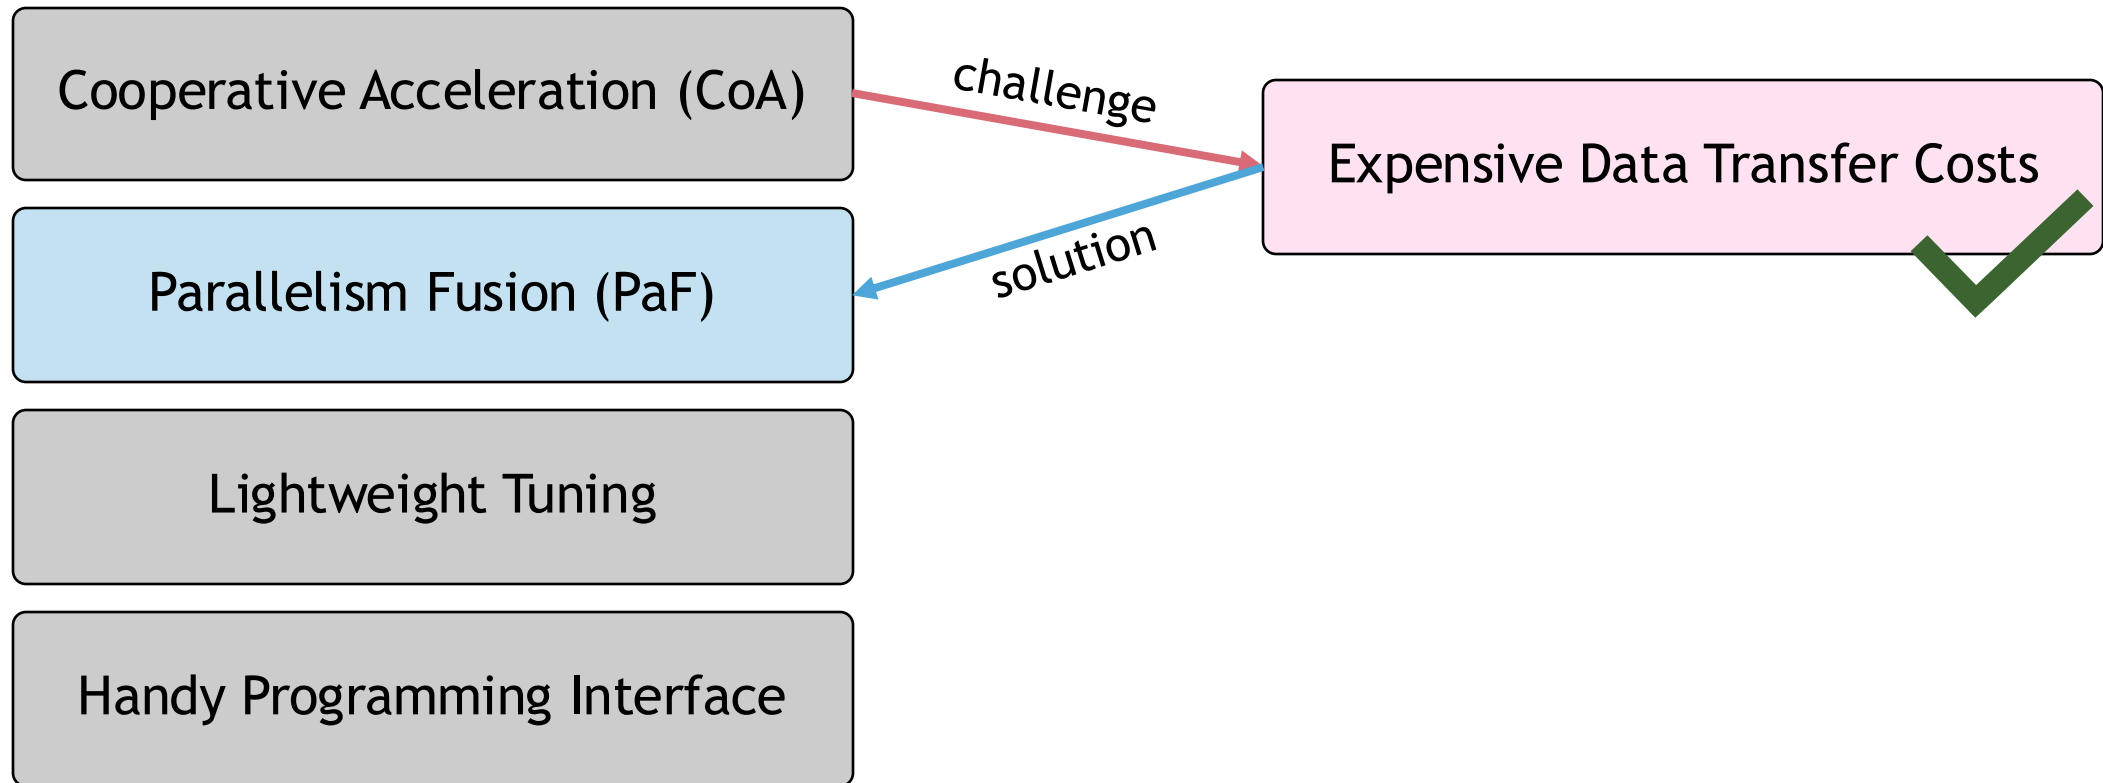 Cooperative Acceleration (CoA)
challenge
Expensive Data Transfer Costs
Parallelism Fusion (PaF)
solution
Lightweight Tuning
Handy Programming Interface